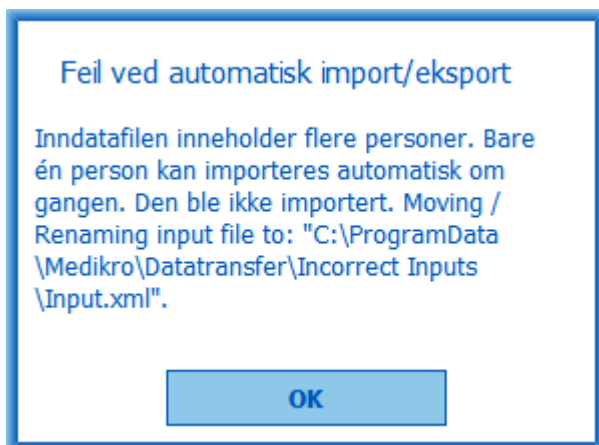 Feil ved automatisk import/eksport
Inndatafilen inneholder flere personer. Bare
én person kan importeres automatisk om
gangen. Den ble ikke importert. Moving /
Renaming input file to: "C:\ProgramData
\Medikro\Datatransfer\Incorrect Inputs
\Input.xml".
OK